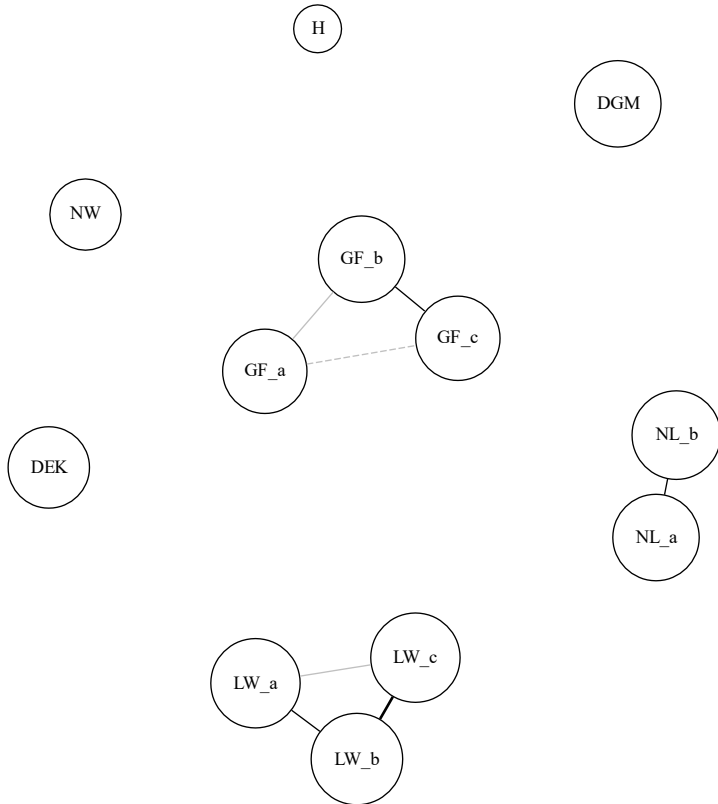 H
DGM
NW
GF_b
GF_c
GF_a
NL_b
DEK
NL_a
LW_c
LW_a
LW_b